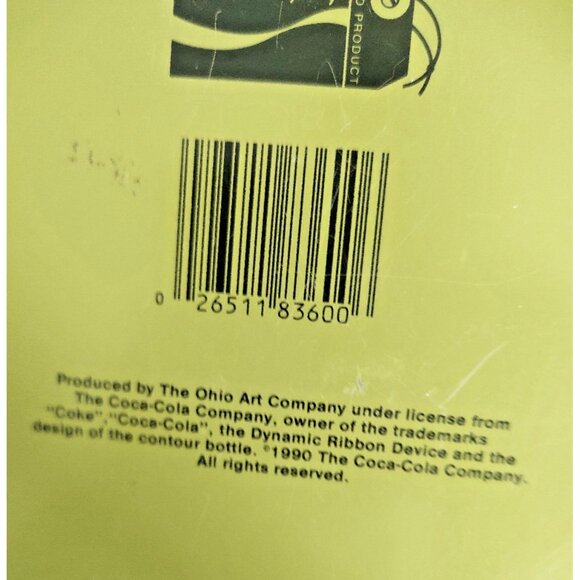 D PRODUCT
0 26511 83600
Produced by The Ohio Art Company under license from
The Coca-Cola Company, owner of the trademarks
"Coke", "Coca-Cola", the Dynamic Ribbon Device and the
design of the contour bottle. ©1990 The Coca-Cola Company.
All rights reserved.